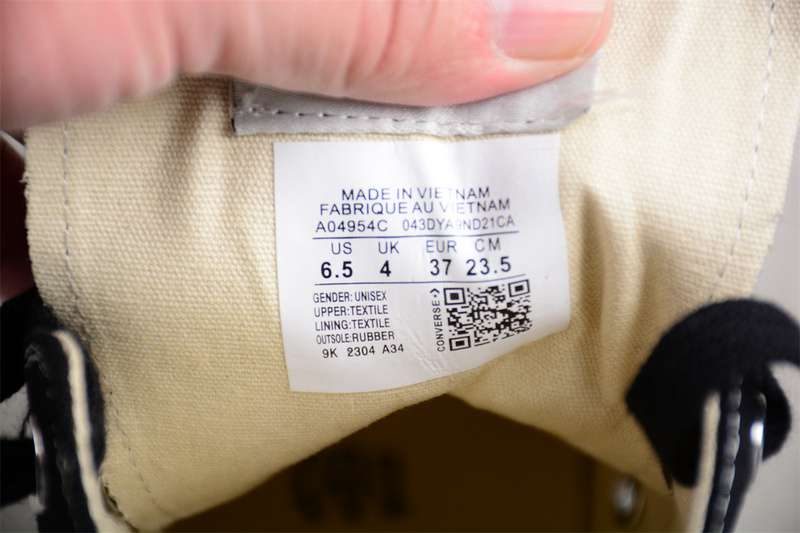 MADE IN VIETNAM
FABRIQUE AU VIETNAM
A04954C 043DYA9ND21CA
US UK EUR CM
6.5 4 37 23.5
GENDER:UNISEX
UPPER:TEXTILE
LINING:TEXTILE
OUTSOLE:RUBBER
9K 2304 A34
CONVERSE